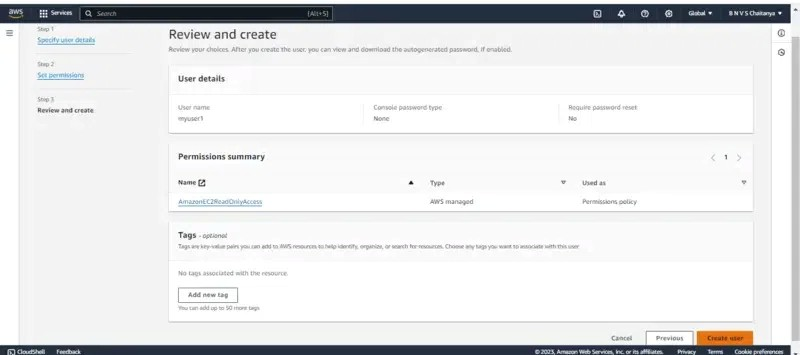 aws
Services
Search
[Alt+S]
Global
B N V S Chaitanya
Step 1
Specify user details
Step 2
Set permissions
Step 3
Review and create
Review and create
Review your choices. After you create the user, you can view and download the autogenerated password, if enabled.
User details
User name
myuser1
Console password type
None
Require password reset
No
Permissions summary
1
Name
Type
Used as
AmazonEC2ReadOnlyAccess
AWS managed
Permissions policy
Tags - optional
Tags are key-value pairs you can add to AWS resources to help identify, organize, or search for resources. Choose any tags you want to associate with this user.
No tags associated with the resource.
Add new tag
You can add up to 50 more tags
Cancel
Previous
Create user
CloudShell
Feedback
© 2023, Amazon Web Services, Inc. or its affiliates.
Privacy
Terms
Cookie preferences